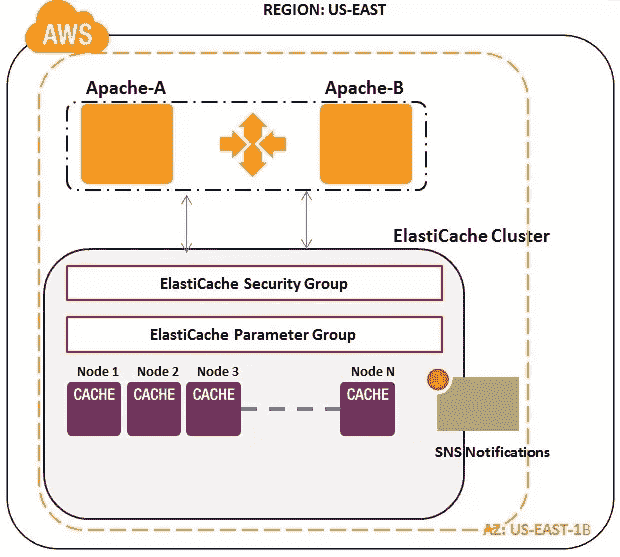 REGION: US-EAST
AWS
Apache-A
Apache-B
ElastiCache Cluster
ElastiCache Security Group
ElastiCache Parameter Group
Node 1
Node 2
Node 3
Node N
CACHE
CACHE
CACHE
CACHE
SNS Notifications
AZ: US-EAST-1B